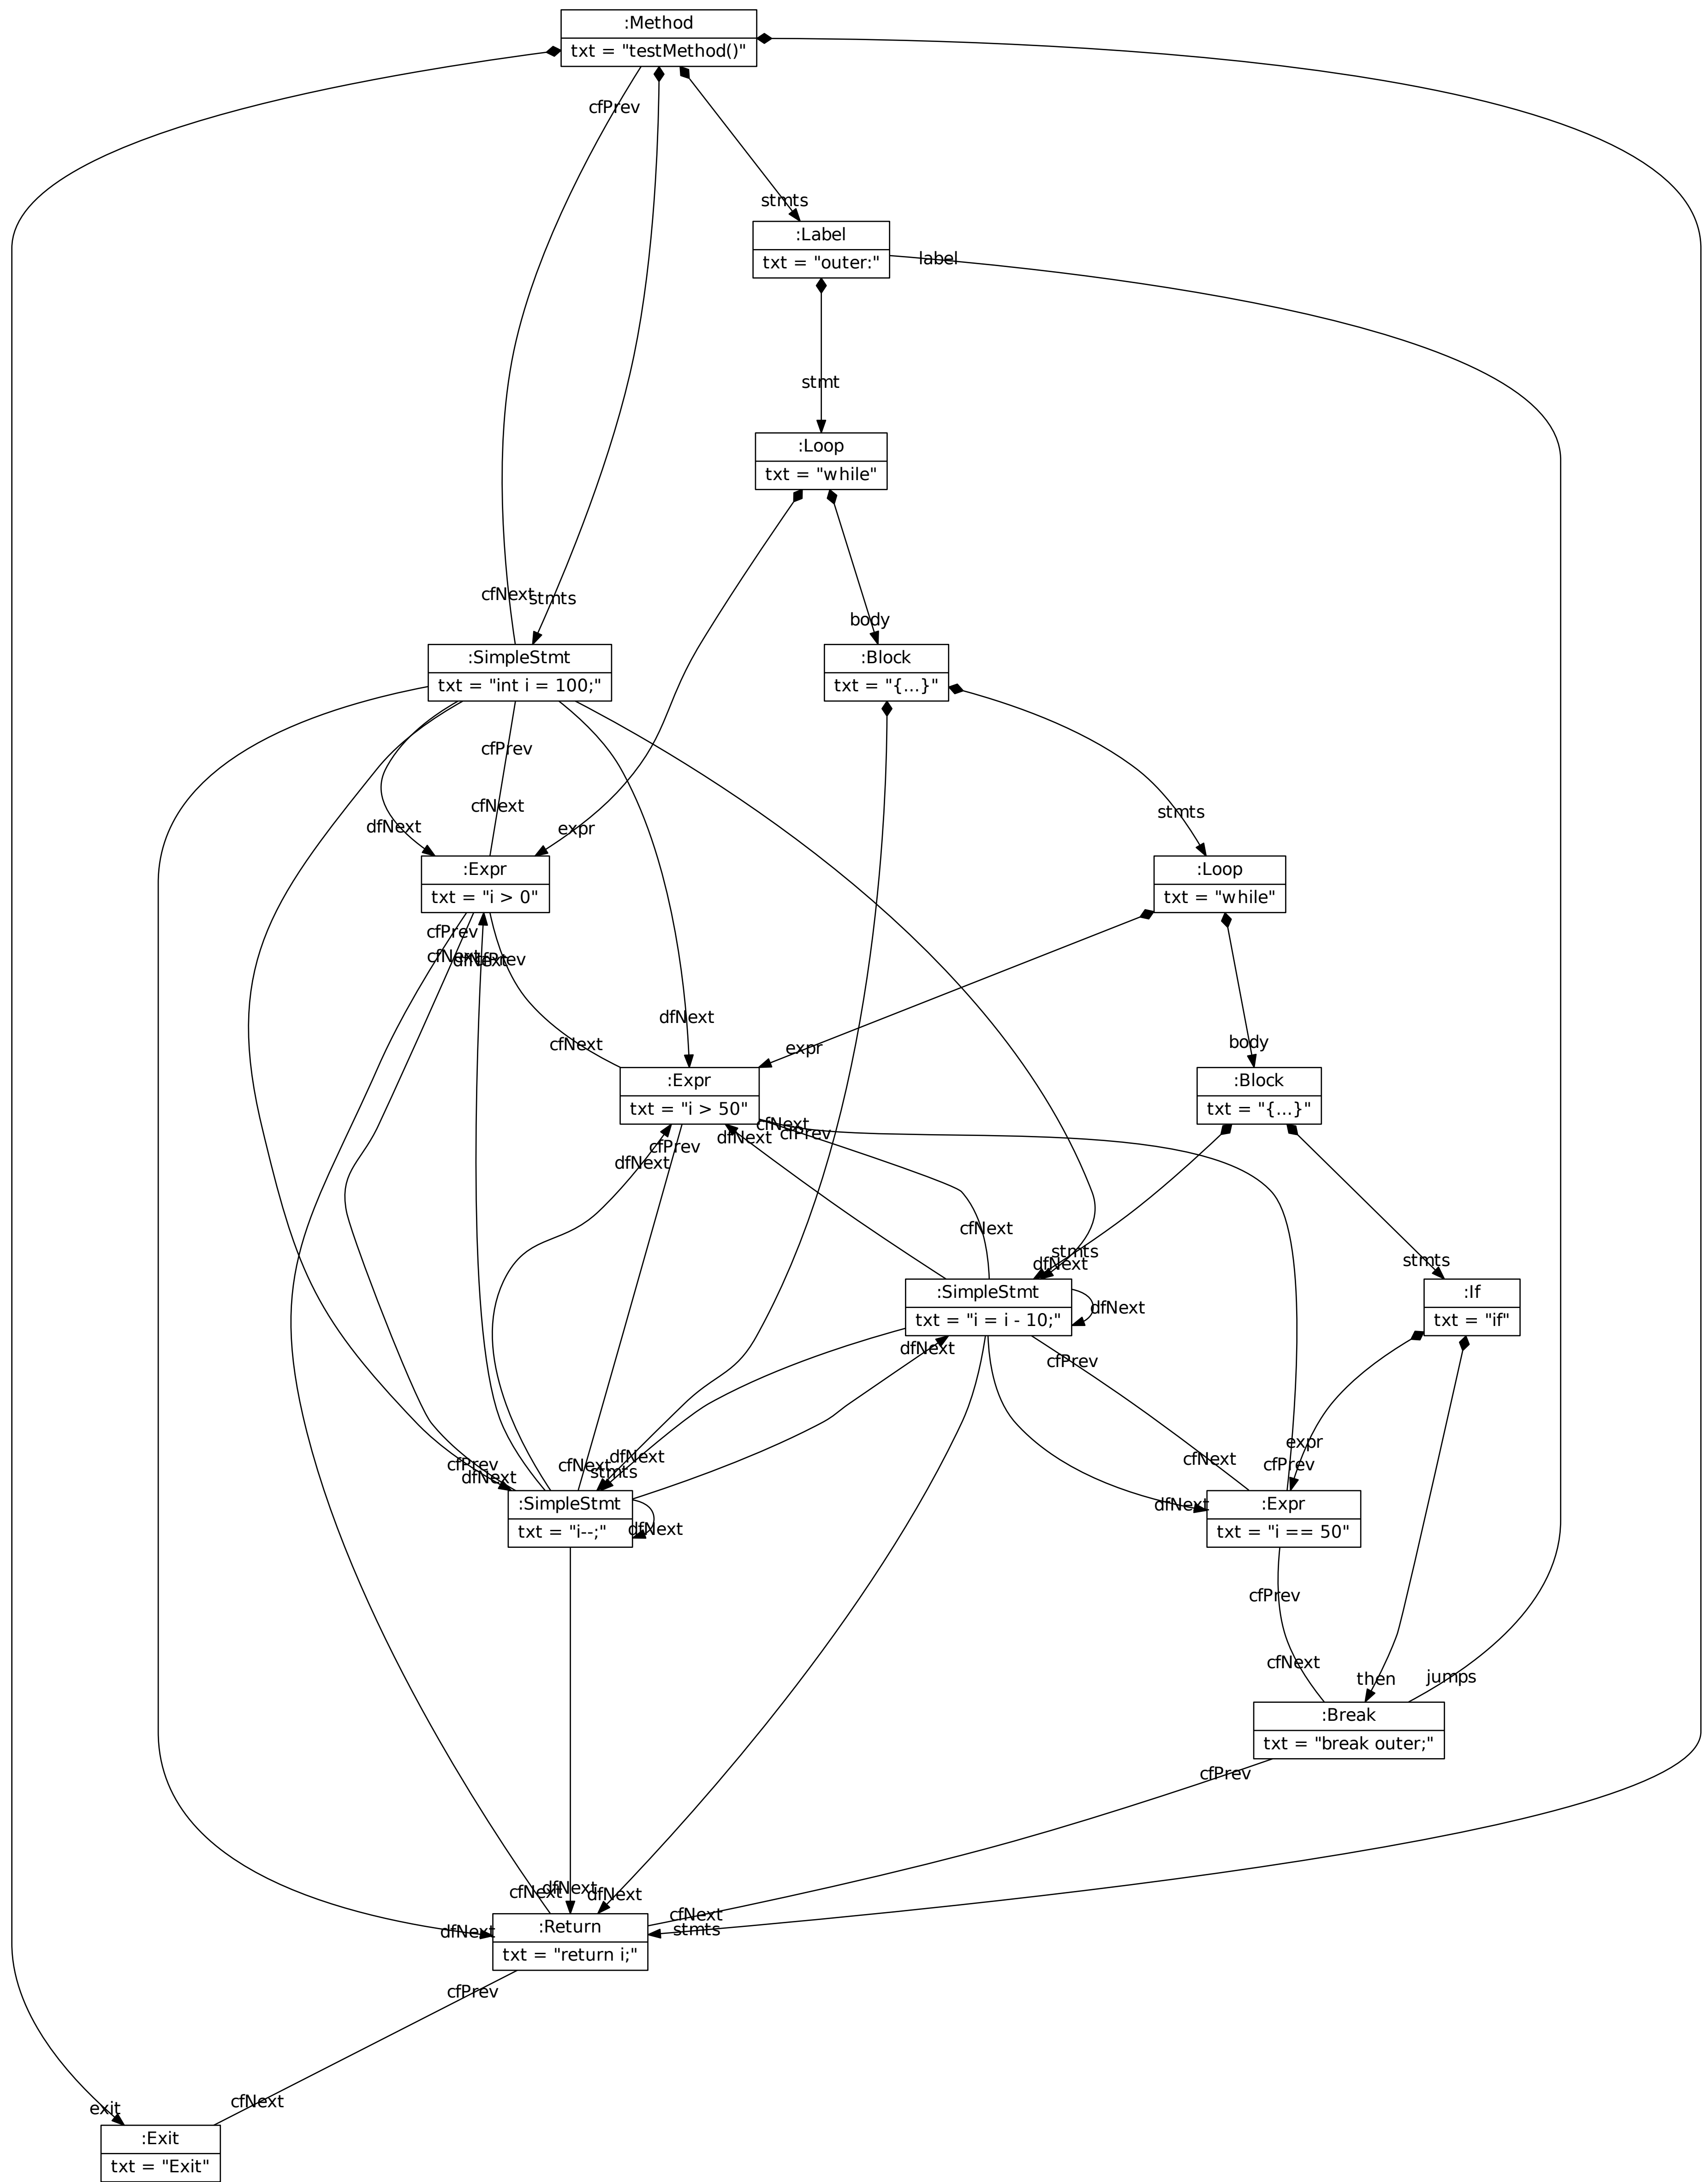 :Method
txt = "testMethod()"
cfPrev
stmts
:Label
txt = "outer:"
label
stmt
:Loop
txt = "while"
cfNext
stmts
body
:SimpleStmt
txt = "int i = 100;"
:Block
txt = "{...}"
cfPrev
cfNext
dfNext
expr
stmts
:Expr
txt = "i > 0"
:Loop
txt = "while"
cfPrev
cfNext
dfNext
cfPrev
dfNext
cfNext
expr
body
:Expr
txt = "i > 50"
:Block
txt = "{...}"
cfNext
cfPrev
dfNext
cfPrev
dfNext
cfNext
stmts
dfNext
stmts
:SimpleStmt
txt = "i = i - 10;"
dfNext
:If
txt = "if"
dfNext
cfPrev
expr
cfPrev
dfNext
cfNext
dfNext
stmts
cfNext
cfPrev
dfNext
:SimpleStmt
txt = "i--;"
dfNext
:Expr
txt = "i == 50"
cfPrev
cfNext
then
jumps
:Break
txt = "break outer;"
cfPrev
cfNext
dfNext
dfNext
cfNext
stmts
dfNext
:Return
txt = "return i;"
cfPrev
cfNext
exit
:Exit
txt = "Exit"